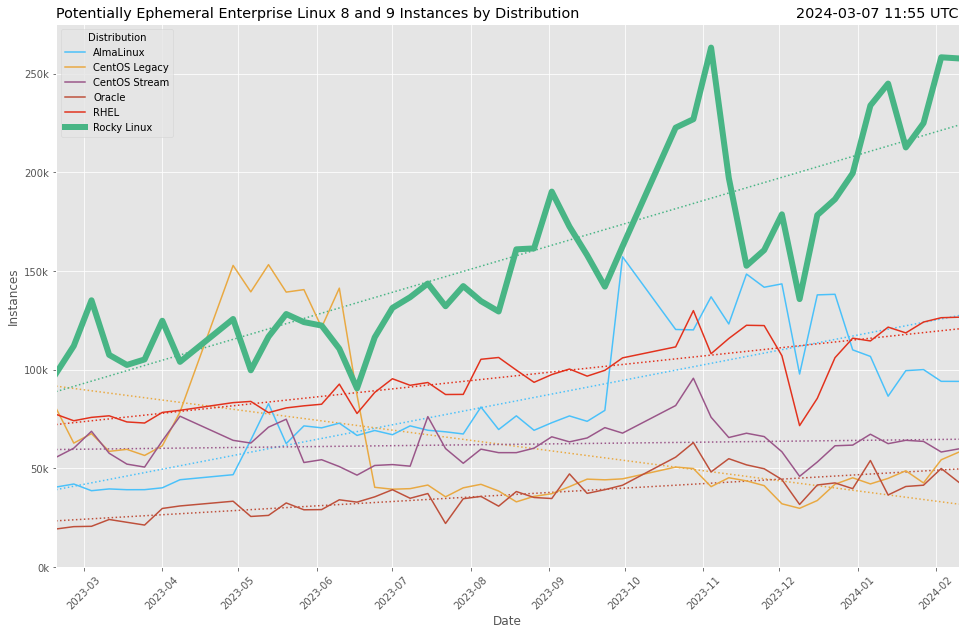 Potentially Ephemeral Enterprise Linux 8 and 9 Instances by Distribution
2024-03-07 11:55 UTC
Distribution
AlmaLinux
CentOS Legacy
CentOS Stream
Oracle
RHEL
Rocky Linux
250k
200k
150k
100k
50k
0k
Instances
2023-03
2023-04
2023-05
2023-06
2023-07
2023-08
2023-09
2023-10
2023-11
2023-12
2024-01
2024-02
Date